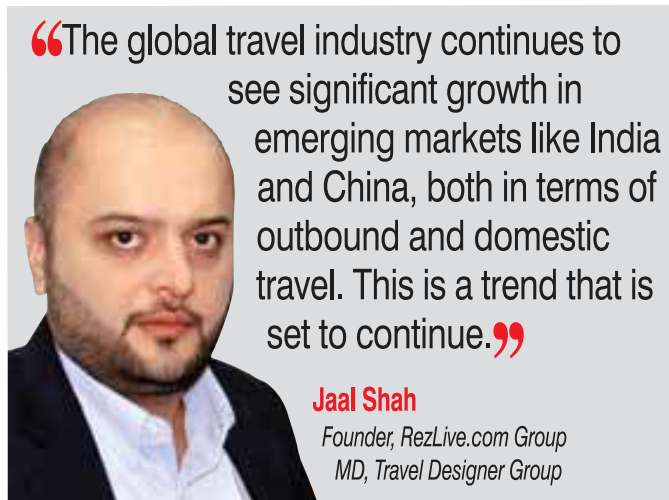 “The global travel industry continues to
see significant growth in
emerging markets like India
and China, both in terms of
outbound and domestic
travel. This is a trend that is
set to continue.”
Jaal Shah
Founder, RezLive.com Group
MD, Travel Designer Group